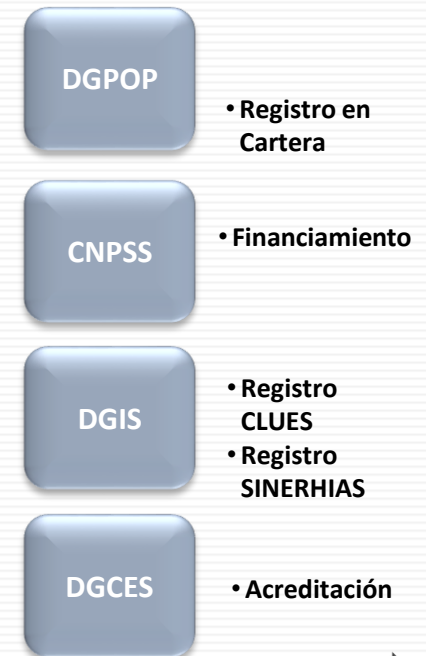 DGPOP
• Registro en
Cartera
CNPSS
• Financiamiento
DGIS
• Registro
CLUES
• Registro
SINERHIAS
DGCES
• Acreditación